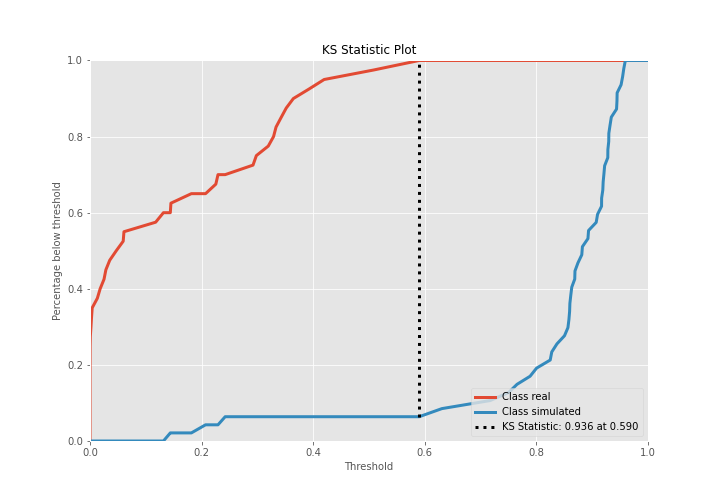 KS Statistic Plot
1.0
0.8
0.6
0.4
0.2
0.0
Percentage below threshold
Class real
Class simulated
KS Statistic: 0.936 at 0.590
0.0 0.2 0.4 0.6 0.8 1.0
Threshold